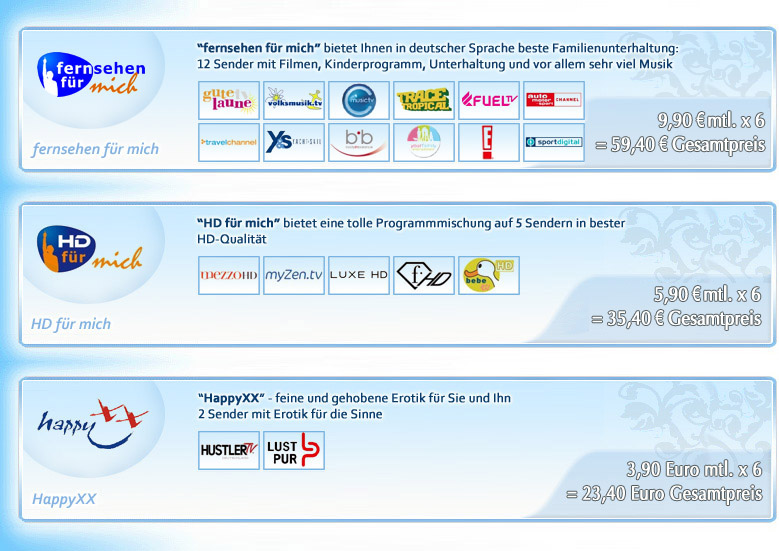 fernsehen
für mich
fernsehen für mich
"fernsehen für mich" bietet Ihnen in deutscher Sprache beste Familienunterhaltung:
12 Sender mit Filmen, Kinderprogramm, Unterhaltung und vor allem sehr viel Musik
gute laune volksmusik.tv music tv TRACE TROPICAL FUEL TV auto motor sport CHANNEL
travelchannel YACHT&SAIL b·b E! sportdigital
9,90 € mtl. x 6
= 59,40 € Gesamtpreis
HD
für mich
HD für mich
"HD für mich" bietet eine tolle Programmmischung auf 5 Sendern in bester
HD-Qualität
mezzo HD myZen.tv LUXE HD f HD bebe HD
5,90 € mtl. x 6
= 35,40 € Gesamtpreis
happy XX
HappyXX
"HappyXX" - feine und gehobene Erotik für Sie und Ihn
2 Sender mit Erotik für die Sinne
HUSTLER TV LUST PUR
3,90 Euro mtl. x 6
= 23,40 Euro Gesamtpreis